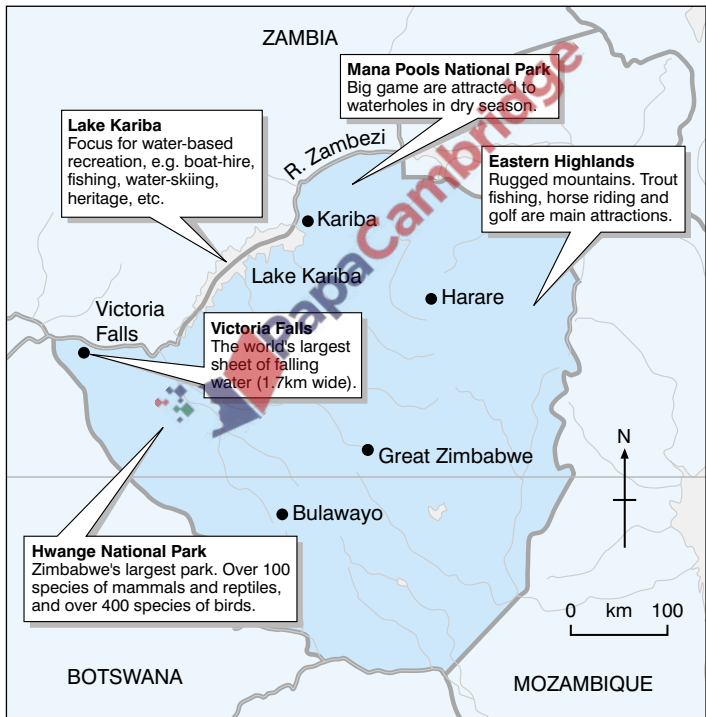 ZAMBIA
Mana Pools National Park
Big game are attracted to
waterholes in dry season.
Lake Kariba
Focus for water-based
recreation, e.g. boat-hire,
fishing, water-skiing,
heritage, etc.
R. Zambezi
Eastern Highlands
Rugged mountains. Trout
fishing, horse riding and
golf are main attractions.
Kariba
Lake Kariba
Harare
Victoria
Falls
Victoria Falls
The world's largest
sheet of falling
water (1.7km wide).
PapaCambridge
N
Great Zimbabwe
Bulawayo
Hwange National Park
Zimbabwe's largest park. Over 100
species of mammals and reptiles,
and over 400 species of birds.
0 km 100
BOTSWANA
MOZAMBIQUE